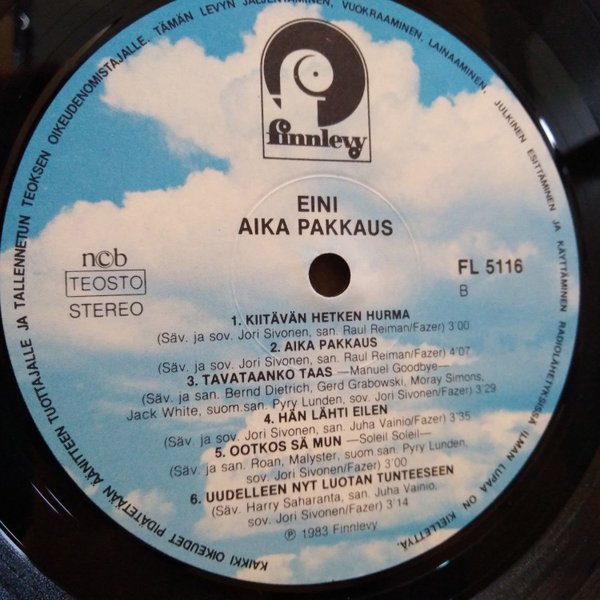 finnlevy
EINI
AIKA PAKKAUS
ncb
TEOSTO
STEREO
FL 5116
B
1. KIITÄVÄN HETKEN HURMA
(Säv. ja sov. Jori Sivonen, san. Raul Reiman/Fazer) 3'00
2. AIKA PAKKAUS
(Säv. ja sov. Jori Sivonen, san. Raul Reiman/Fazer) 4'07
3. TAVATAANKO TAAS —Manuel Goodbye—
(Säv. ja san. Bernd Dietrich, Gerd Grabowski, Moray Simons,
Jack White, suom.san. Pyry Lunden, sov. Jori Sivonen/Fazer) 3'29
4. HÄN LÄHTI EILEN
(Säv. ja sov. Jori Sivonen, san. Juha Vainio/Fazer) 3'35
5. OOTKOS SÄ MUN —Soleil Soleil—
(Säv. ja san. Roan, Malyster, suom.san. Pyry Lunden,
sov. Jori Sivonen/Fazer) 3'00
6. UUDELLEEN NYT LUOTAN TUNTEESEEN
(Säv. Harry Saharanta, san. Juha Vainio,
sov. Jori Sivonen/Fazer) 3'14
℗ 1983 Finnlevy
KAIKKI OIKEUDET PIDÄTETÄÄN ÄÄNITTEEN TUOTTAJALLE JA TALLENNETUN TEOKSEN OIKEUDENOMISTAJALLE. TÄMÄN LEVYN JÄLJENTÄMINEN, VUOKRAAMINEN, LAINAAMINEN, JULKINEN ESITTÄMINEN JA KÄYTTÄMINEN RADIOLÄHETYKSISSÄ ILMAN LUPAA ON KIELLETTYÄ.